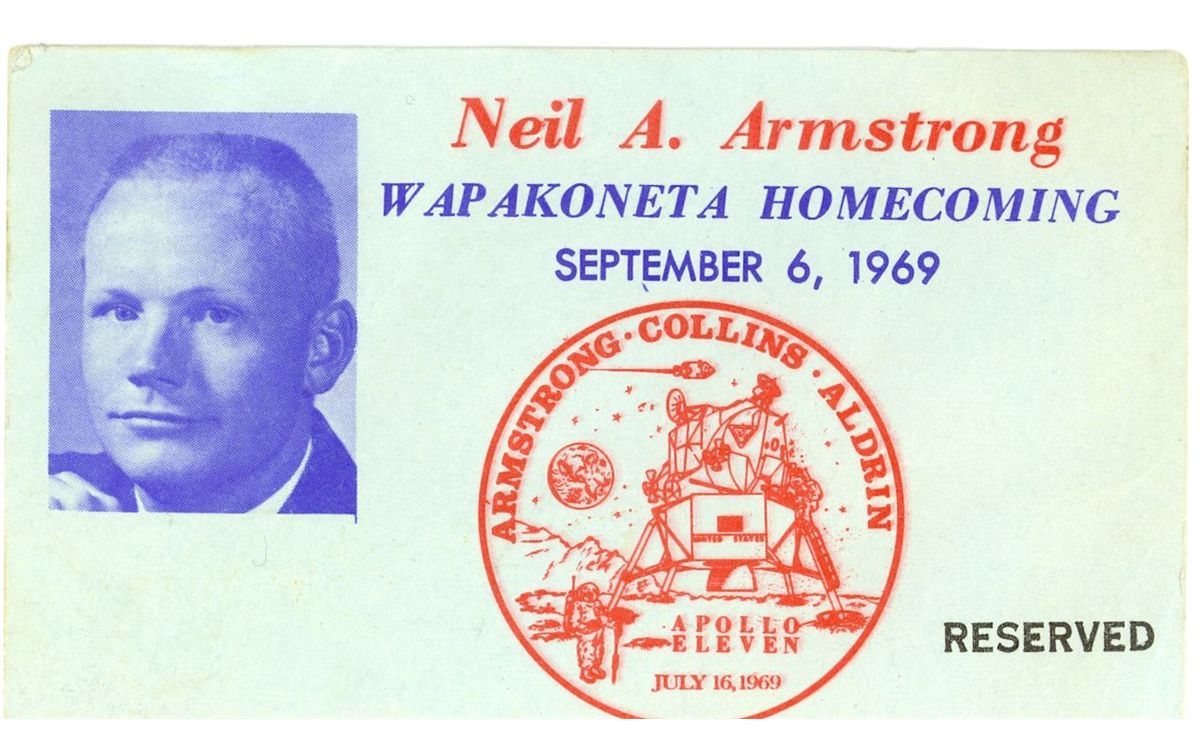 Neil A. Armstrong
WAPAKONETA HOMECOMING
SEPTEMBER 6, 1969
ARMSTRONG · COLLINS · ALDRIN
UNITED STATES
APOLLO
ELEVEN
JULY 16, 1969
RESERVED